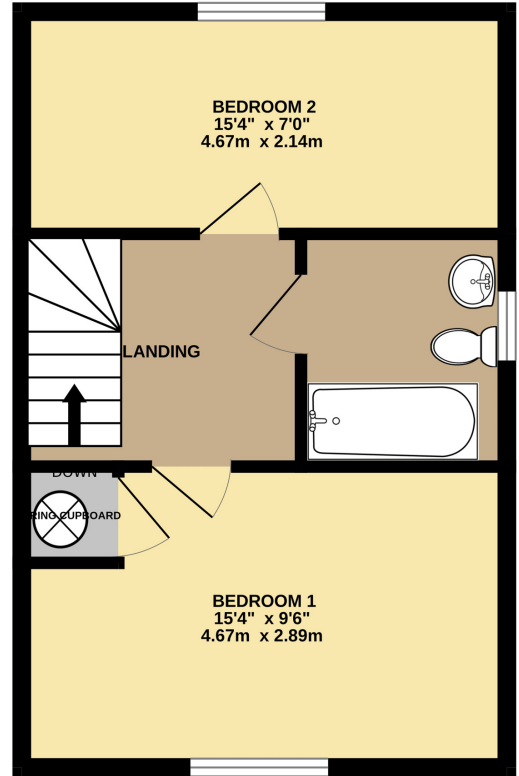 BEDROOM 2
15'4" x 7'0"
4.67m x 2.14m
LANDING
DOWN
RING CUPBOARD
BEDROOM 1
15'4" x 9'6"
4.67m x 2.89m